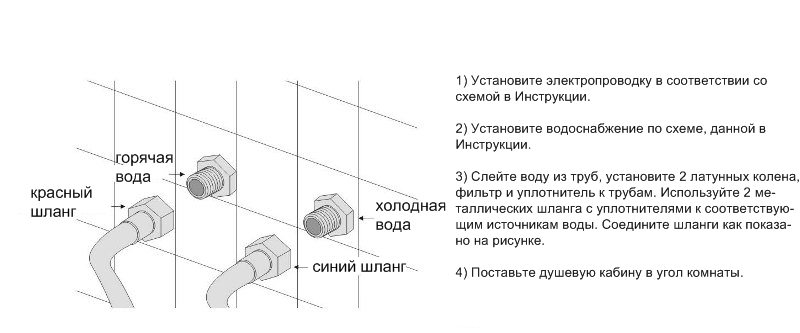 горячая
вода
красный
шланг
холодная
вода
синий шланг
1) Установите электропроводку в соответствии со
схемой в Инструкции.
2) Установите водоснабжение по схеме, данной в
Инструкции.
3) Слейте воду из труб, установите 2 латунных колена,
фильтр и уплотнитель к трубам. Используйте 2 ме-
таллических шланга с уплотнителями к соответствую-
щим источникам воды. Соедините шланги как показа-
но на рисунке.
4) Поставьте душевую кабину в угол комнаты.